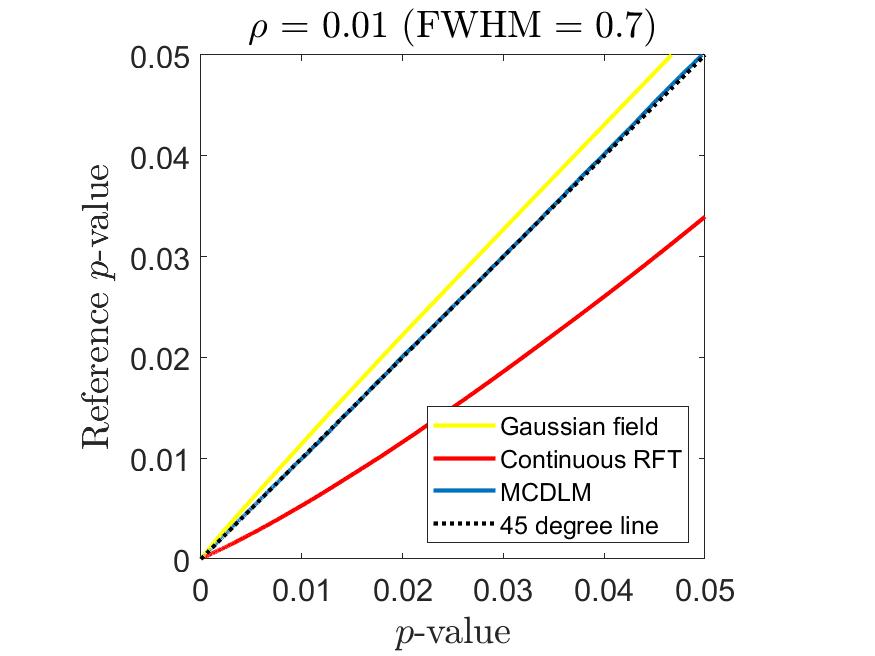 ρ = 0.01 (FWHM = 0.7)
0.05
0.04
0.03
0.02
0.01
0
Reference p-value
Gaussian field
Continuous RFT
MCDLM
45 degree line
0 0.01 0.02 0.03 0.04 0.05
p-value